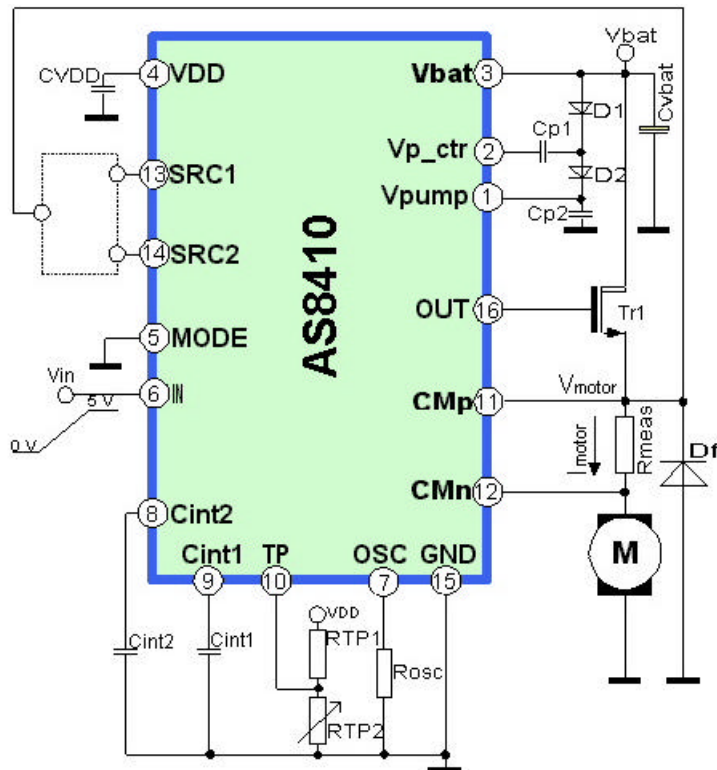 Vbat
CVDD
4 VDD
Vbat 3
D1
Cvbat
Cp1
Vp_ctr 2
D2
13 SRC1
Vpump 1
Cp2
14 SRC2
AS8410
OUT 16
Tr1
5 MODE
Vin
6 IN
5 V
0 V
CMp 11
Vmotor
Imotor
Rmeas
Df
CMn 12
8 Cint2
M
Cint1 TP OSC GND
9 10 7 15
VDD
Cint2
Cint1
RTP1
Rosc
RTP2